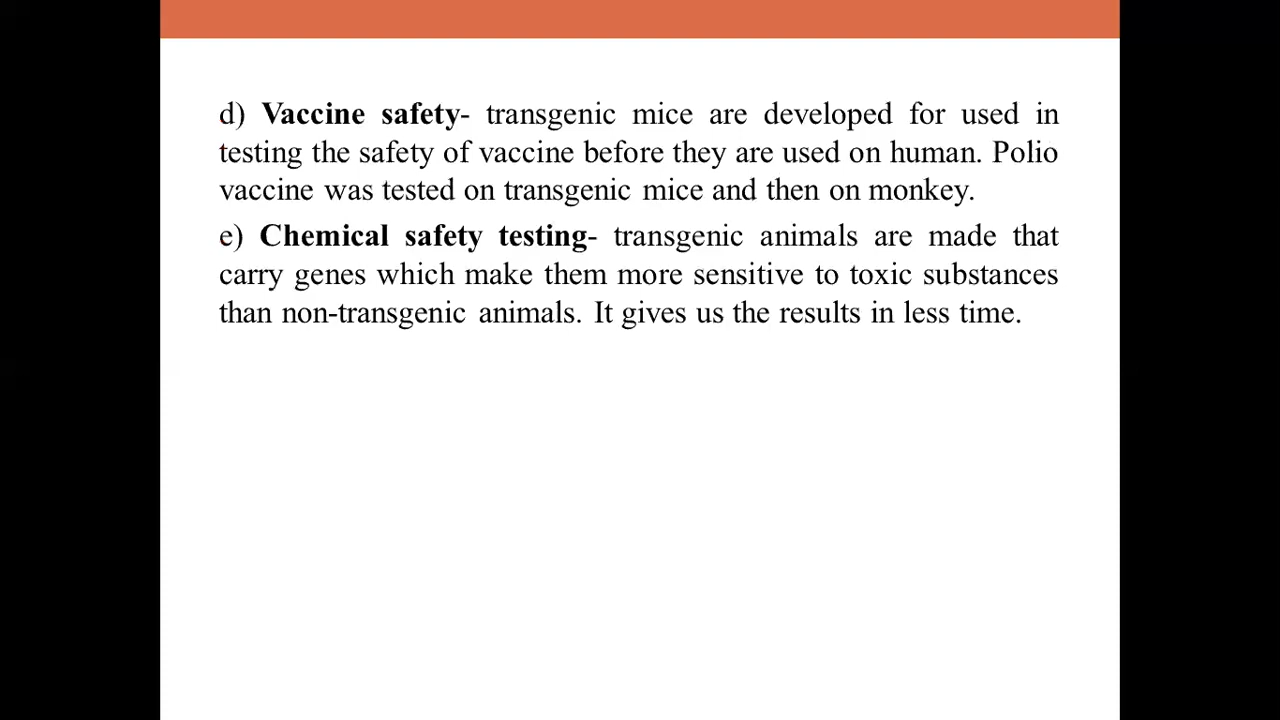 d) Vaccine safety- transgenic mice are developed for used in
testing the safety of vaccine before they are used on human. Polio
vaccine was tested on transgenic mice and then on monkey.
e) Chemical safety testing- transgenic animals are made that
carry genes which make them more sensitive to toxic substances
than non-transgenic animals. It gives us the results in less time.